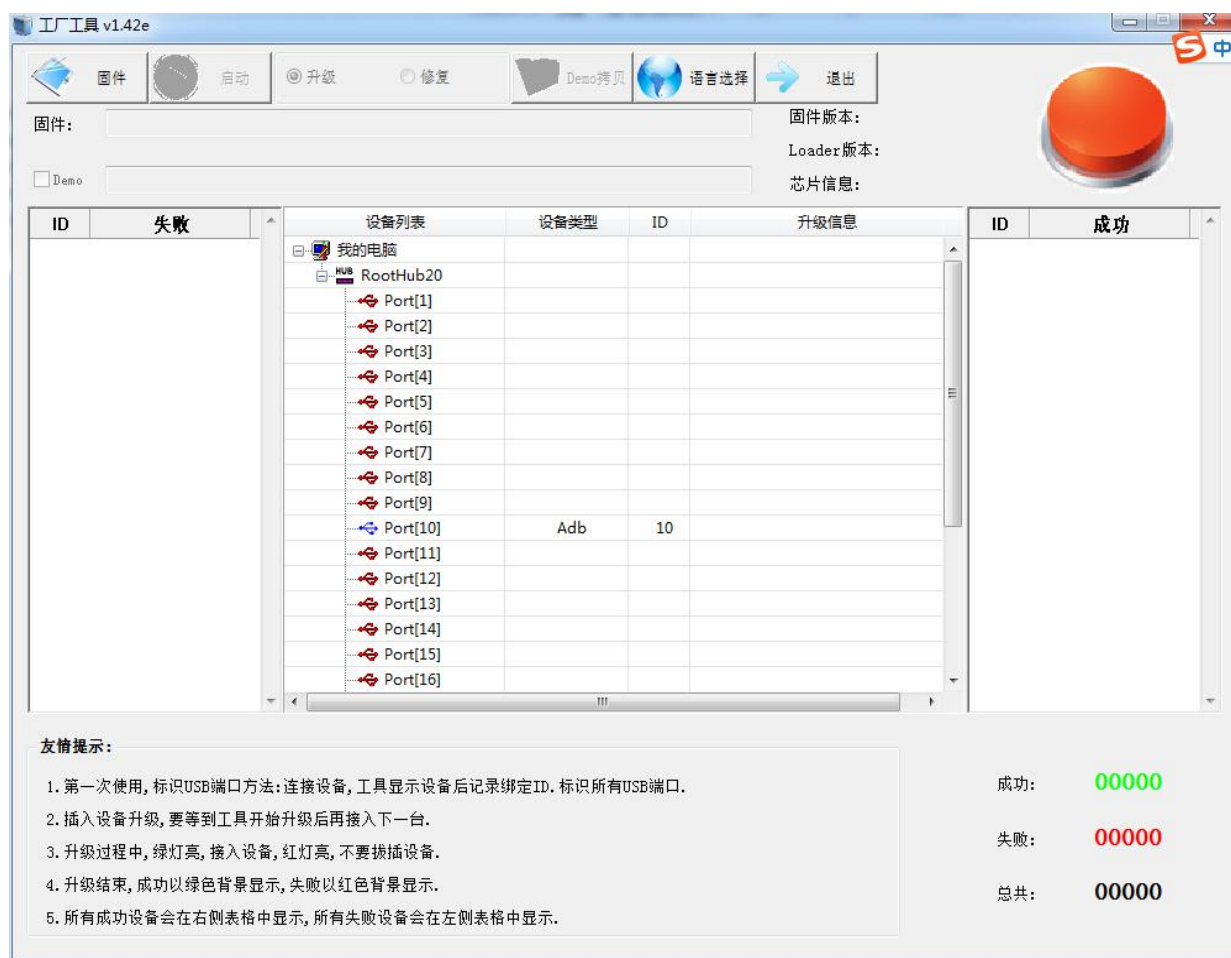 工厂工具 v1.42e
中
固件 启动 升级 修复 Demo拷贝 语言选择 退出
固件: 固件版本:
Loader版本:
Demo 芯片信息:
ID 失败 设备列表 设备类型 ID 升级信息 ID 成功
我的电脑
HUB RootHub20
Port[1]
Port[2]
Port[3]
Port[4]
Port[5]
Port[6]
Port[7]
Port[8]
Port[9]
Port[10] Adb 10
Port[11]
Port[12]
Port[13]
Port[14]
Port[15]
Port[16]
友情提示:
1.第一次使用,标识USB端口方法:连接设备,工具显示设备后记录绑定ID.标识所有USB端口.
2.插入设备升级,要等到工具开始升级后再接入下一台.
3.升级过程中,绿灯亮,接入设备,红灯亮,不要拔插设备.
4.升级结束,成功以绿色背景显示,失败以红色背景显示.
5.所有成功设备会在右侧表格中显示,所有失败设备会在左侧表格中显示.
成功: 00000
失败: 00000
总共: 00000